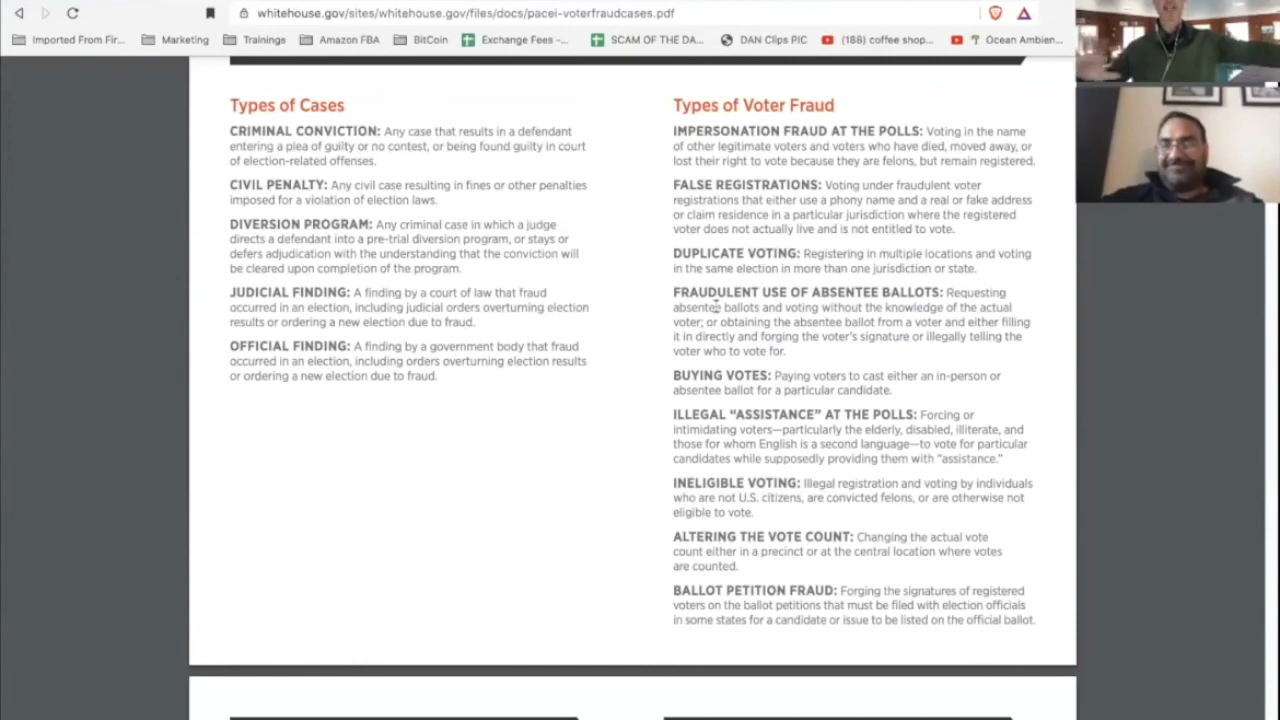 whitehouse.gov/sites/whitehouse.gov/files/docs/pacei-voterfraudcases.pdf
Imported From Fir... Marketing Trainings Amazon FBA BitCoin Exchange Fees -... SCAM OF THE DA... DAN Clips PIC (188) coffee shop... Ocean Ambien...
Types of Cases
CRIMINAL CONVICTION: Any case that results in a defendant
entering a plea of guilty or no contest, or being found guilty in court
of election-related offenses.
CIVIL PENALTY: Any civil case resulting in fines or other penalties
imposed for a violation of election laws.
DIVERSION PROGRAM: Any criminal case in which a judge
directs a defendant into a pre-trial diversion program, or stays or
defers adjudication with the understanding that the conviction will
be cleared upon completion of the program.
JUDICIAL FINDING: A finding by a court of law that fraud
occurred in an election, including judicial orders overturning election
results or ordering a new election due to fraud.
OFFICIAL FINDING: A finding by a government body that fraud
occurred in an election, including orders overturning election results
or ordering a new election due to fraud.
Types of Voter Fraud
IMPERSONATION FRAUD AT THE POLLS: Voting in the name
of other legitimate voters and voters who have died, moved away, or
lost their right to vote because they are felons, but remain registered.
FALSE REGISTRATIONS: Voting under fraudulent voter
registrations that either use a phony name and a real or fake address
or claim residence in a particular jurisdiction where the registered
voter does not actually live and is not entitled to vote.
DUPLICATE VOTING: Registering in multiple locations and voting
in the same election in more than one jurisdiction or state.
FRAUDULENT USE OF ABSENTEE BALLOTS: Requesting
absentee ballots and voting without the knowledge of the actual
voter; or obtaining the absentee ballot from a voter and either filling
it in directly and forging the voter's signature or illegally telling the
voter who to vote for.
BUYING VOTES: Paying voters to cast either an in-person or
absentee ballot for a particular candidate.
ILLEGAL “ASSISTANCE” AT THE POLLS: Forcing or
intimidating voters—particularly the elderly, disabled, illiterate, and
those for whom English is a second language—to vote for particular
candidates while supposedly providing them with “assistance.”
INELIGIBLE VOTING: Illegal registration and voting by individuals
who are not U.S. citizens, are convicted felons, or are otherwise not
eligible to vote.
ALTERING THE VOTE COUNT: Changing the actual vote
count either in a precinct or at the central location where votes
are counted.
BALLOT PETITION FRAUD: Forging the signatures of registered
voters on the ballot petitions that must be filed with election officials
in some states for a candidate or issue to be listed on the official ballot.